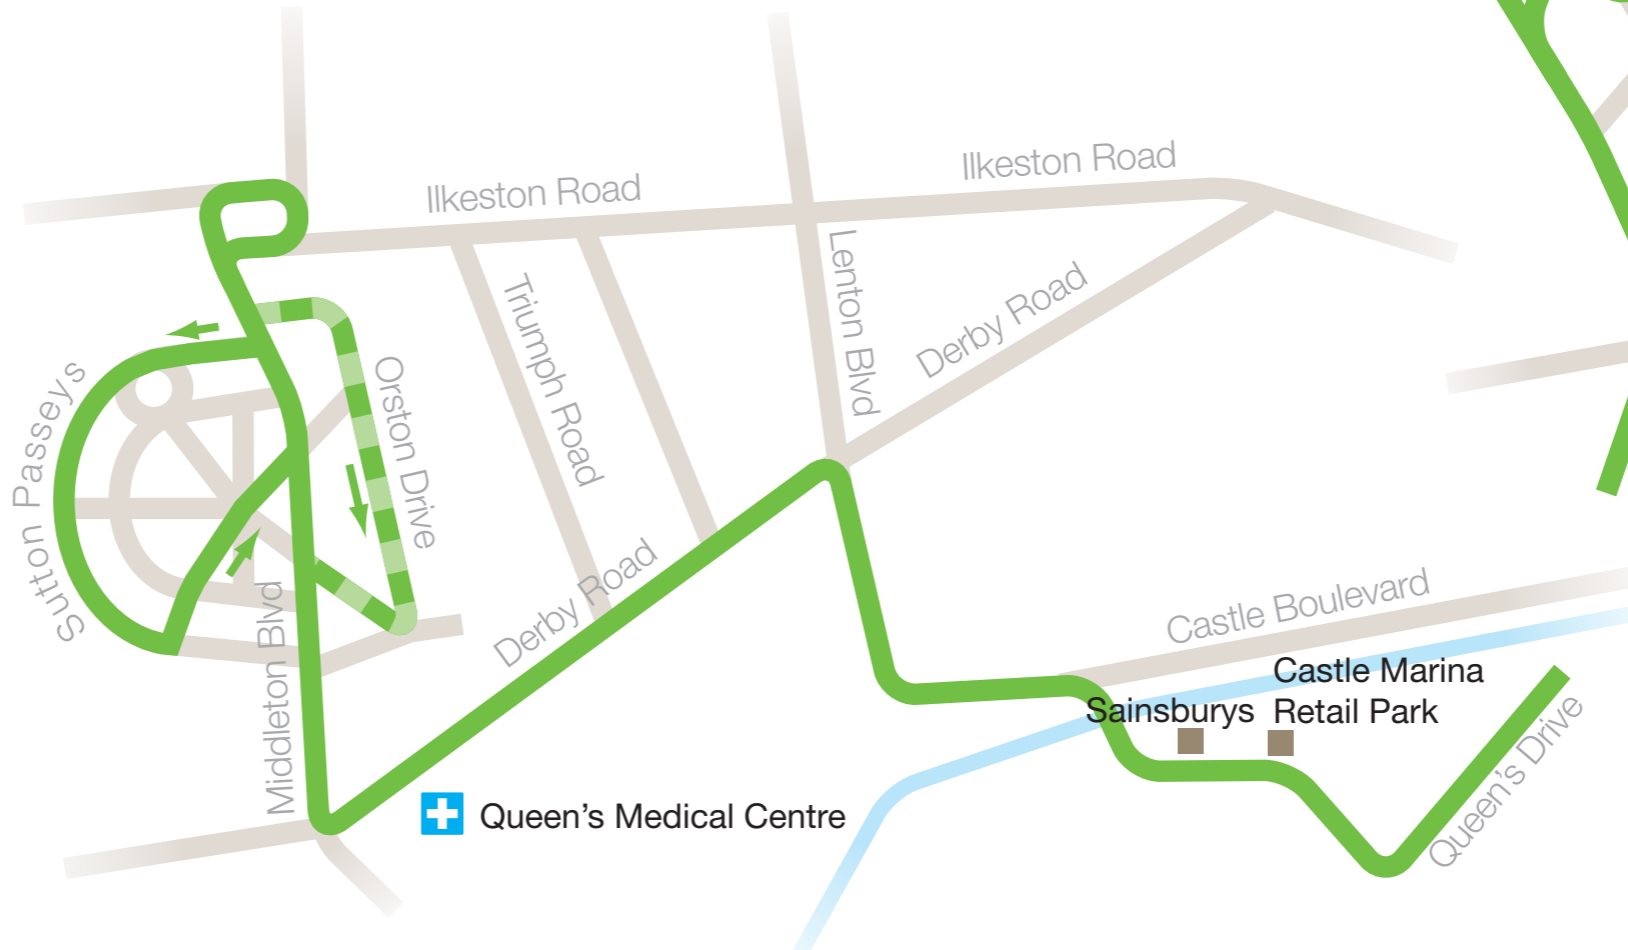 Ilkeston Road
Ilkeston Road
Lenton Blvd
Derby Road
Triumph Road
Orston Drive
Sutton Passeys
Derby Road
Middleton Blvd
Castle Boulevard
Castle Marina
Retail Park
Sainsburys
Queen’s Drive
Queen’s Medical Centre